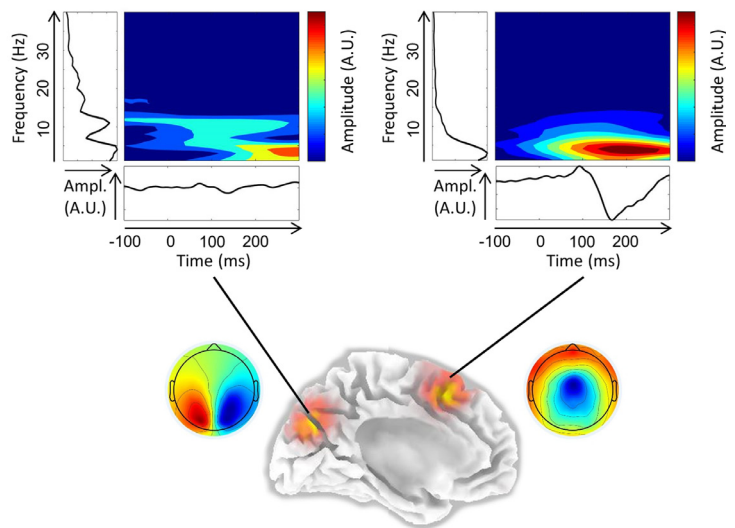 Frequency (Hz)
10
20
30
Amplitude (A.U.)
Ampl.
(A.U.)
-100
0
100
200
Time (ms)
Frequency (Hz)
10
20
30
Amplitude (A.U.)
Ampl.
(A.U.)
-100
0
100
200
Time (ms)